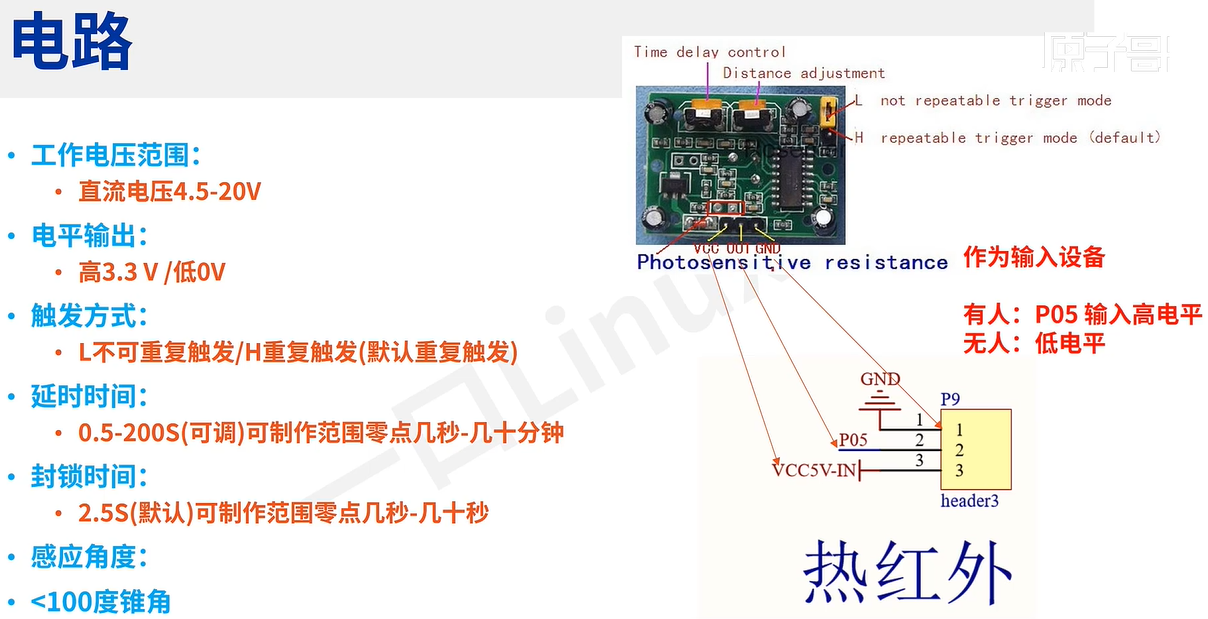 电路
原子哥
• 工作电压范围：
• 直流电压4.5-20V
• 电平输出：
• 高3.3 V /低0V
• 触发方式：
• L不可重复触发/H重复触发(默认重复触发)
• 延时时间：
• 0.5-200S(可调)可制作范围零点几秒-几十分钟
• 封锁时间：
• 2.5S(默认)可制作范围零点几秒-几十秒
• 感应角度：
• <100度锥角
Time delay control
Distance adjustment
L not repeatable trigger mode
H repeatable trigger mode (default)
VCC OUT GND
Photosensitive resistance
作为输入设备
有人：P05 输入高电平
无人：低电平
一口Linux
GND
P9
1 1
P05 2 2
VCC5V-IN 3 3
header3
热红外